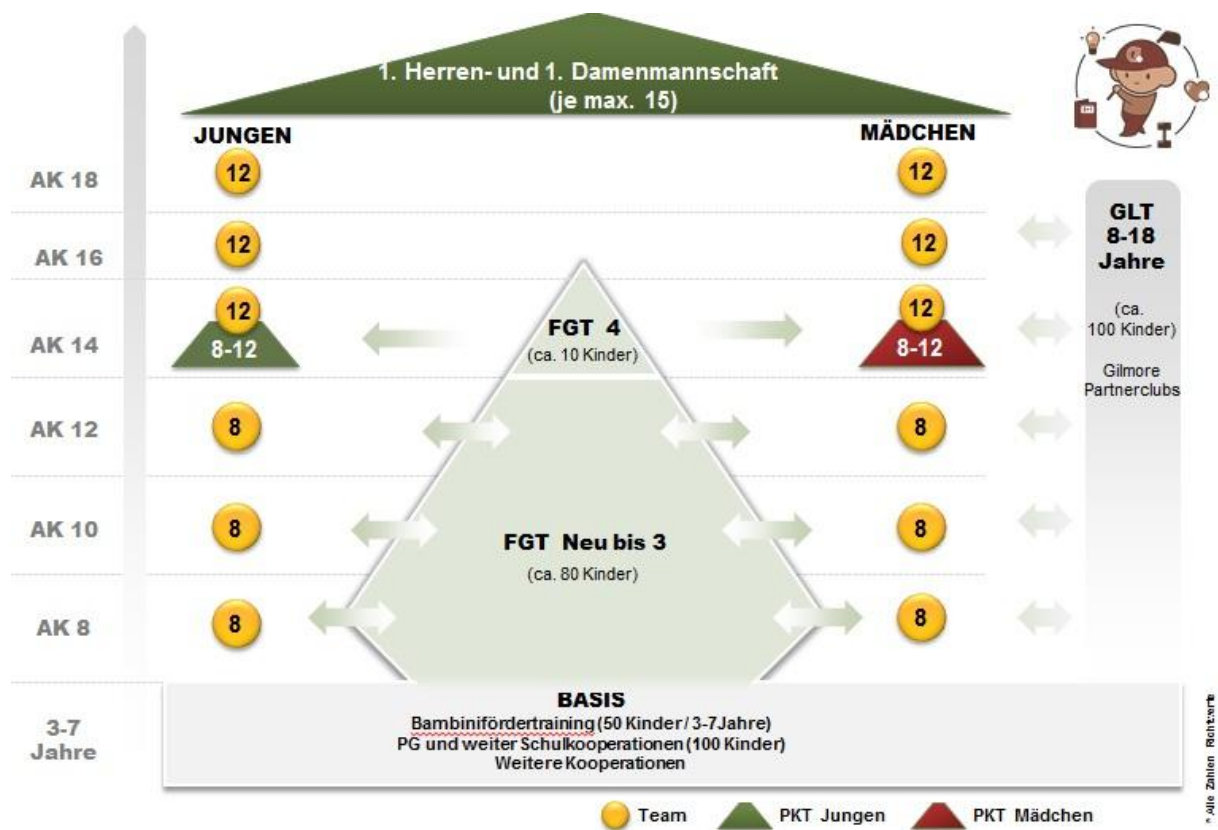 1. Herren- und 1. Damenmannschaft
(je max. 15)
JUNGEN
MÄDCHEN
AK 18
12
12
GLT
8-18
Jahre
(ca.
100 Kinder)
Gilmore
Partnerclubs
AK 16
12
12
AK 14
12
8-12
FGT 4
(ca. 10 Kinder)
12
8-12
AK 12
8
8
AK 10
8
FGT Neu bis 3
(ca. 80 Kinder)
8
AK 8
8
8
3-7
Jahre
BASIS
Bambinifördertraining (50 Kinder / 3-7 Jahre)
PG und weiter Schulkooperationen (100 Kinder)
Weitere Kooperationen
Team
PKT Jungen
PKT Mädchen
* Alle Zahlen Richtwerte